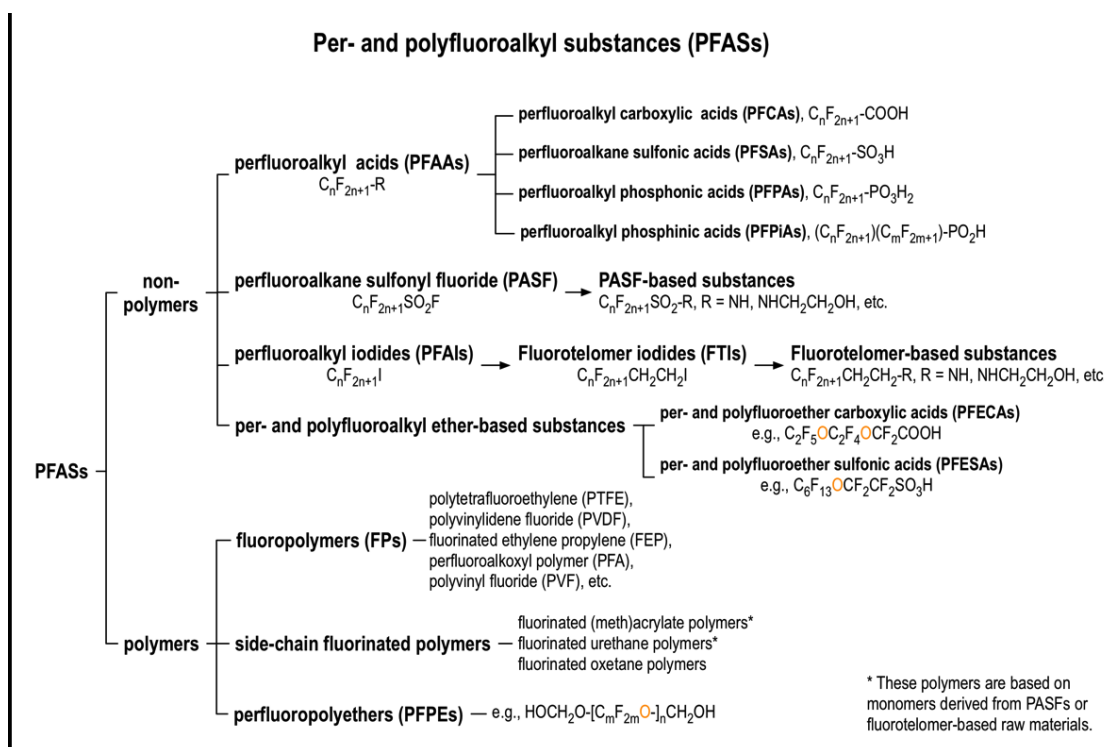 Per- and polyfluoroalkyl substances (PFASs)
perfluoroalkyl carboxylic acids (PFCAs), CnF2n+1-COOH
perfluoroalkyl acids (PFAAs)
CnF2n+1-R
perfluoroalkane sulfonic acids (PFSAs), CnF2n+1-SO3H
perfluoroalkyl phosphonic acids (PFPAs), CnF2n+1-PO3H2
perfluoroalkyl phosphinic acids (PFPiAs), (CnF2n+1)(CmF2m+1)-PO2H
non-
polymers
perfluoroalkane sulfonyl fluoride (PASF)
CnF2n+1SO2F
PASF-based substances
CnF2n+1SO2-R, R = NH, NHCH2CH2OH, etc.
perfluoroalkyl iodides (PFAIs)
CnF2n+1I
Fluorotelomer iodides (FTIs)
CnF2n+1CH2CH2I
Fluorotelomer-based substances
CnF2n+1CH2CH2-R, R = NH, NHCH2CH2OH, etc
per- and polyfluoroalkyl ether-based substances
per- and polyfluoroether carboxylic acids (PFECAs)
e.g., C2F5OC2F4OCF2COOH
per- and polyfluoroether sulfonic acids (PFESAs)
e.g., C6F13OCF2CF2SO3H
PFASs
fluoropolymers (FPs)
polytetrafluoroethylene (PTFE),
polyvinylidene fluoride (PVDF),
fluorinated ethylene propylene (FEP),
perfluoroalkoxyl polymer (PFA),
polyvinyl fluoride (PVF), etc.
polymers
side-chain fluorinated polymers
fluorinated (meth)acrylate polymers*
fluorinated urethane polymers*
fluorinated oxetane polymers
perfluoropolyethers (PFPEs)
e.g., HOCH2O-[CmF2mO-]nCH2OH
* These polymers are based on
monomers derived from PASFs or
fluorotelomer-based raw materials.